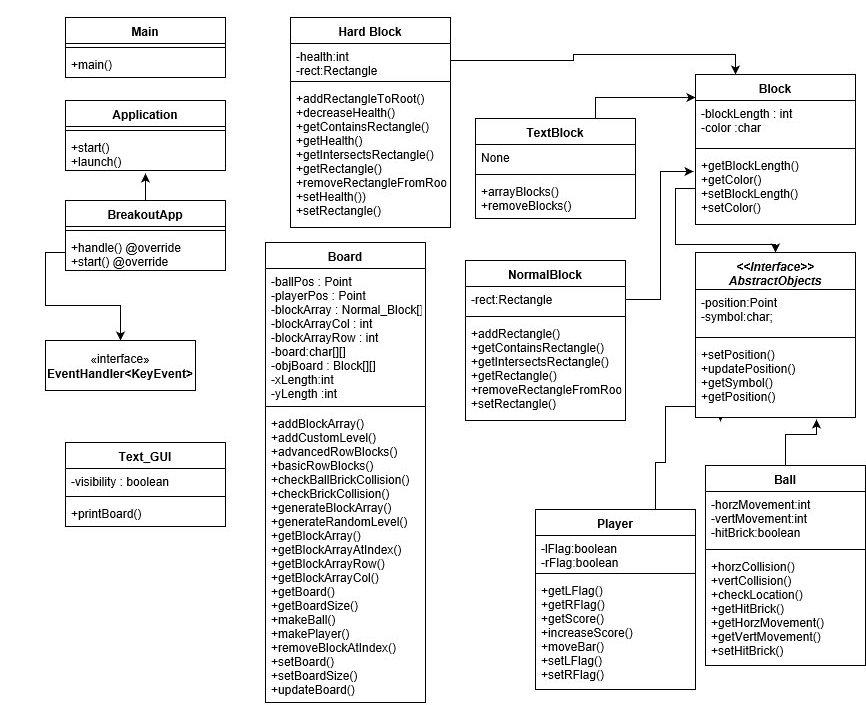 Main
+main()
Application
+start()
+launch()
BreakoutApp
+handle() @override
+start() @override
«interface»
EventHandler<KeyEvent>
Text_GUI
-visibility : boolean
+printBoard()
Hard Block
-health:int
-rect:Rectangle
+addRectangleToRoot()
+decreaseHealth()
+getContainsRectangle()
+getHealth()
+getIntersectsRectangle()
+getRectangle()
+removeRectangleFromRoo
+setHealth())
+setRectangle()
Board
-ballPos : Point
-playerPos : Point
-blockArray : Normal_Block[]
-blockArrayCol : int
-blockArrayRow : int
-board:char[][]
-objBoard : Block[][]
-xLength:int
-yLength :int
+addBlockArray()
+addCustomLevel()
+advancedRowBlocks()
+basicRowBlocks()
+checkBallBrickCollision()
+checkBrickCollision()
+generateBlockArray()
+generateRandomLevel()
+getBlockArray()
+getBlockArrayAtIndex()
+getBlockArrayRow()
+getBlockArrayCol()
+getBoard()
+getBoardSize()
+makeBall()
+makePlayer()
+removeBlockAtIndex()
+setBoard()
+setBoardSize()
+updateBoard()
TextBlock
None
+arrayBlocks()
+removeBlocks()
NormalBlock
-rect:Rectangle
+addRectangle()
+getContainsRectangle()
+getIntersectsRectangle()
+getRectangle()
+removeRectangleFromRoo
+setRectangle()
Block
-blockLength : int
-color :char
+getBlockLength()
+getColor()
+setBlockLength()
+setColor()
<<Interface>>
AbstractObjects
-position:Point
-symbol:char;
+setPosition()
+updatePosition()
+getSymbol()
+getPosition()
Player
-lFlag:boolean
-rFlag:boolean
+getLFlag()
+getRFlag()
+getScore()
+increaseScore()
+moveBar()
+setLFlag()
+setRFlag()
Ball
-horzMovement:int
-vertMovement:int
-hitBrick:boolean
+horzCollision()
+vertCollision()
+checkLocation()
+getHitBrick()
+getHorzMovement()
+getVertMovement()
+setHitBrick()